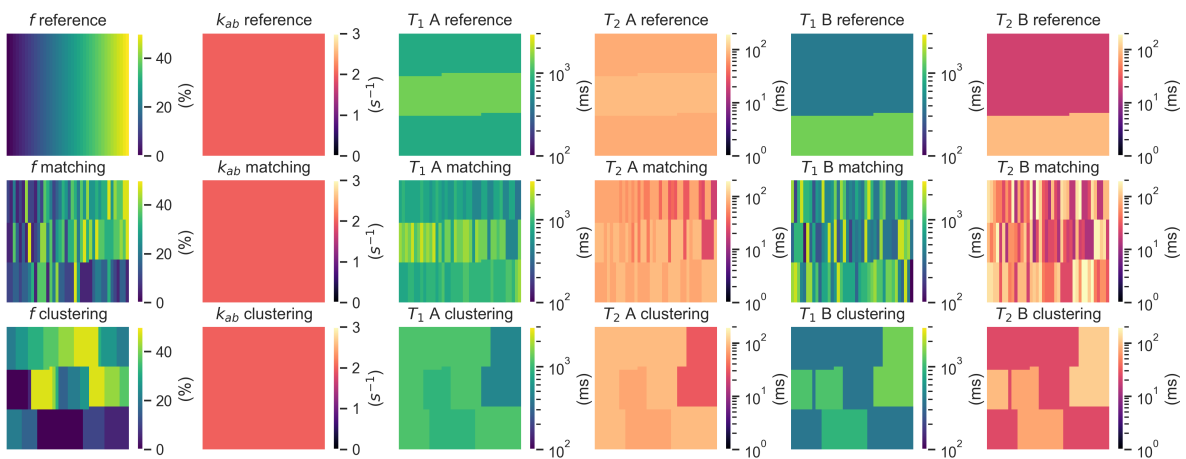 f reference
k_ab reference
T_1 A reference
T_2 A reference
T_1 B reference
T_2 B reference
40
20
0
(%)
3
2
1
0
(s^−1)
10^3
10^2
(ms)
10^2
10^1
10^0
(ms)
10^3
10^2
(ms)
10^2
10^1
10^0
(ms)
f matching
k_ab matching
T_1 A matching
T_2 A matching
T_1 B matching
T_2 B matching
40
20
0
(%)
3
2
1
0
(s^−1)
10^3
10^2
(ms)
10^2
10^1
10^0
(ms)
10^3
10^2
(ms)
10^2
10^1
10^0
(ms)
f clustering
k_ab clustering
T_1 A clustering
T_2 A clustering
T_1 B clustering
T_2 B clustering
40
20
0
(%)
3
2
1
0
(s^−1)
10^3
10^2
(ms)
10^2
10^1
10^0
(ms)
10^3
10^2
(ms)
10^2
10^1
10^0
(ms)